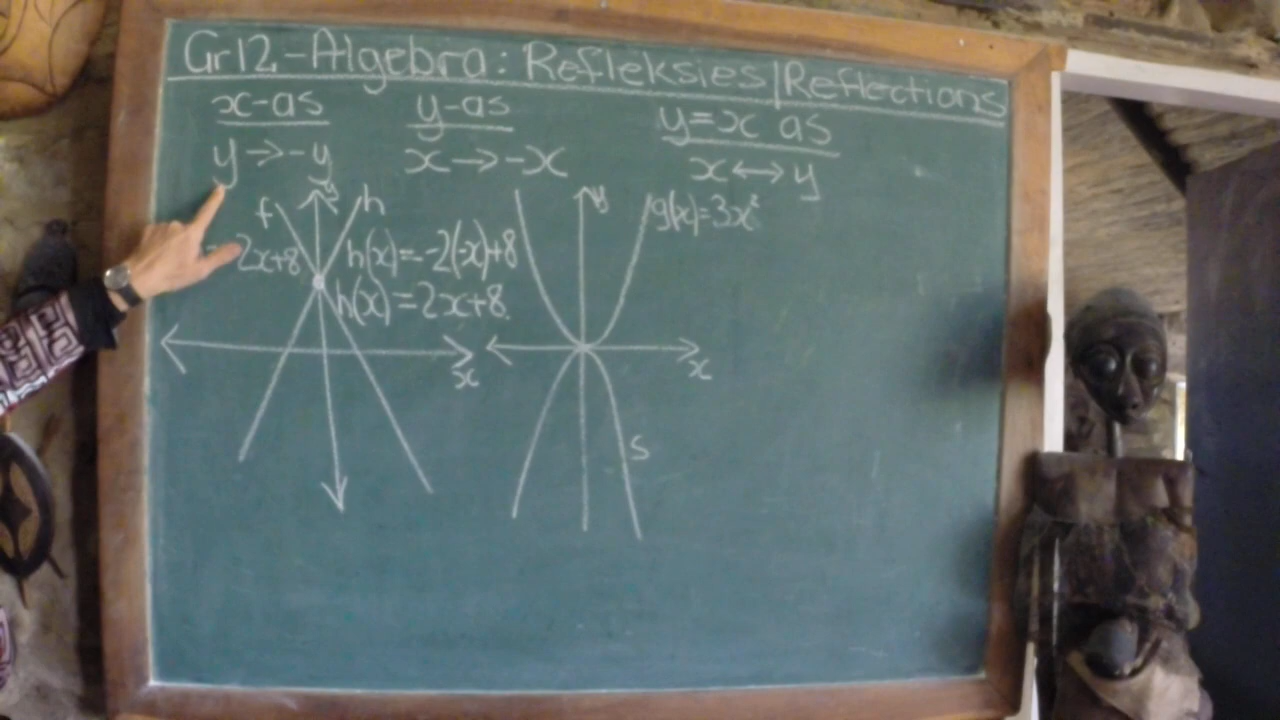 Gr12-Algebra: Refleksies/Reflections
x-as y-as y=x as
y→-y x→-x x↔y
y
f h
2x+8 h(x)=-2(-x)+8
h(x)=2x+8
x
y
g(x)=3x²
x
s